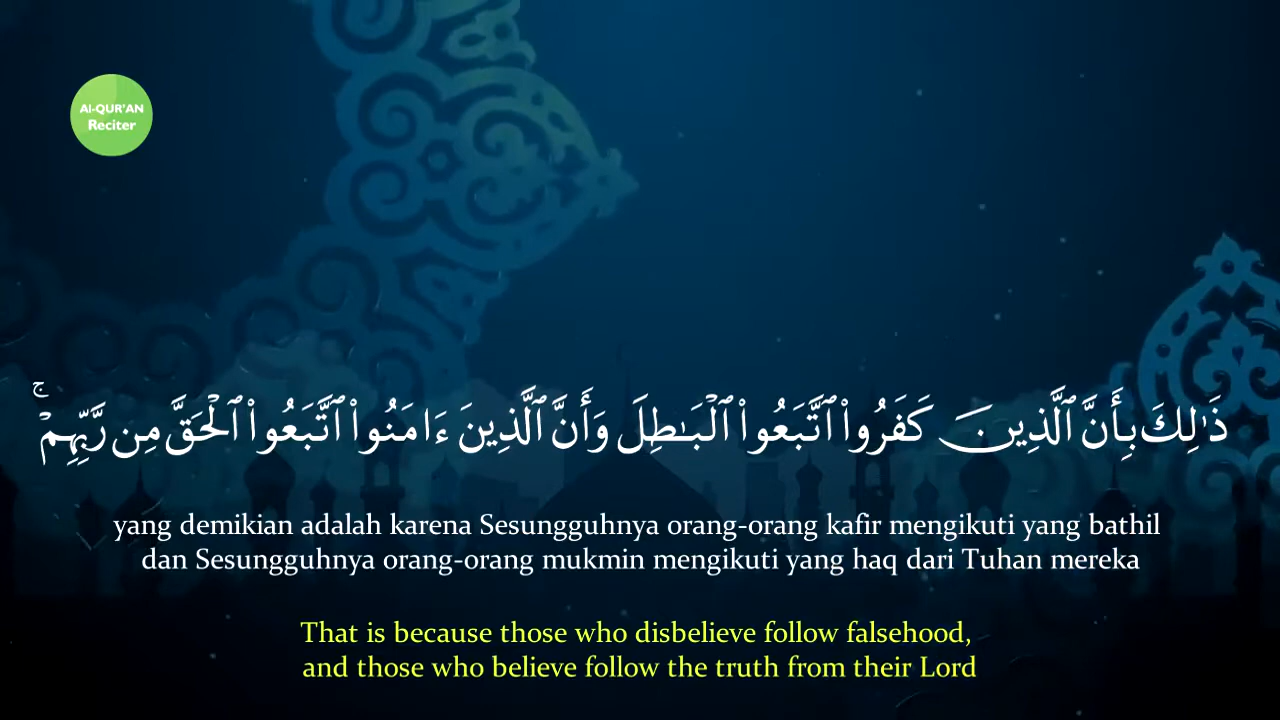 Al-QUR'AN
Reciter
ذَٰلِكَ بِأَنَّ ٱلَّذِينَ كَفَرُوا۟ ٱتَّبَعُوا۟ ٱلْبَـٰطِلَ وَأَنَّ ٱلَّذِينَ ءَامَنُوا۟ ٱتَّبَعُوا۟ ٱلْحَقَّ مِن رَّبِّهِمْ ۚ
yang demikian adalah karena Sesungguhnya orang-orang kafir mengikuti yang bathil
dan Sesungguhnya orang-orang mukmin mengikuti yang haq dari Tuhan mereka
That is because those who disbelieve follow falsehood,
and those who believe follow the truth from their Lord